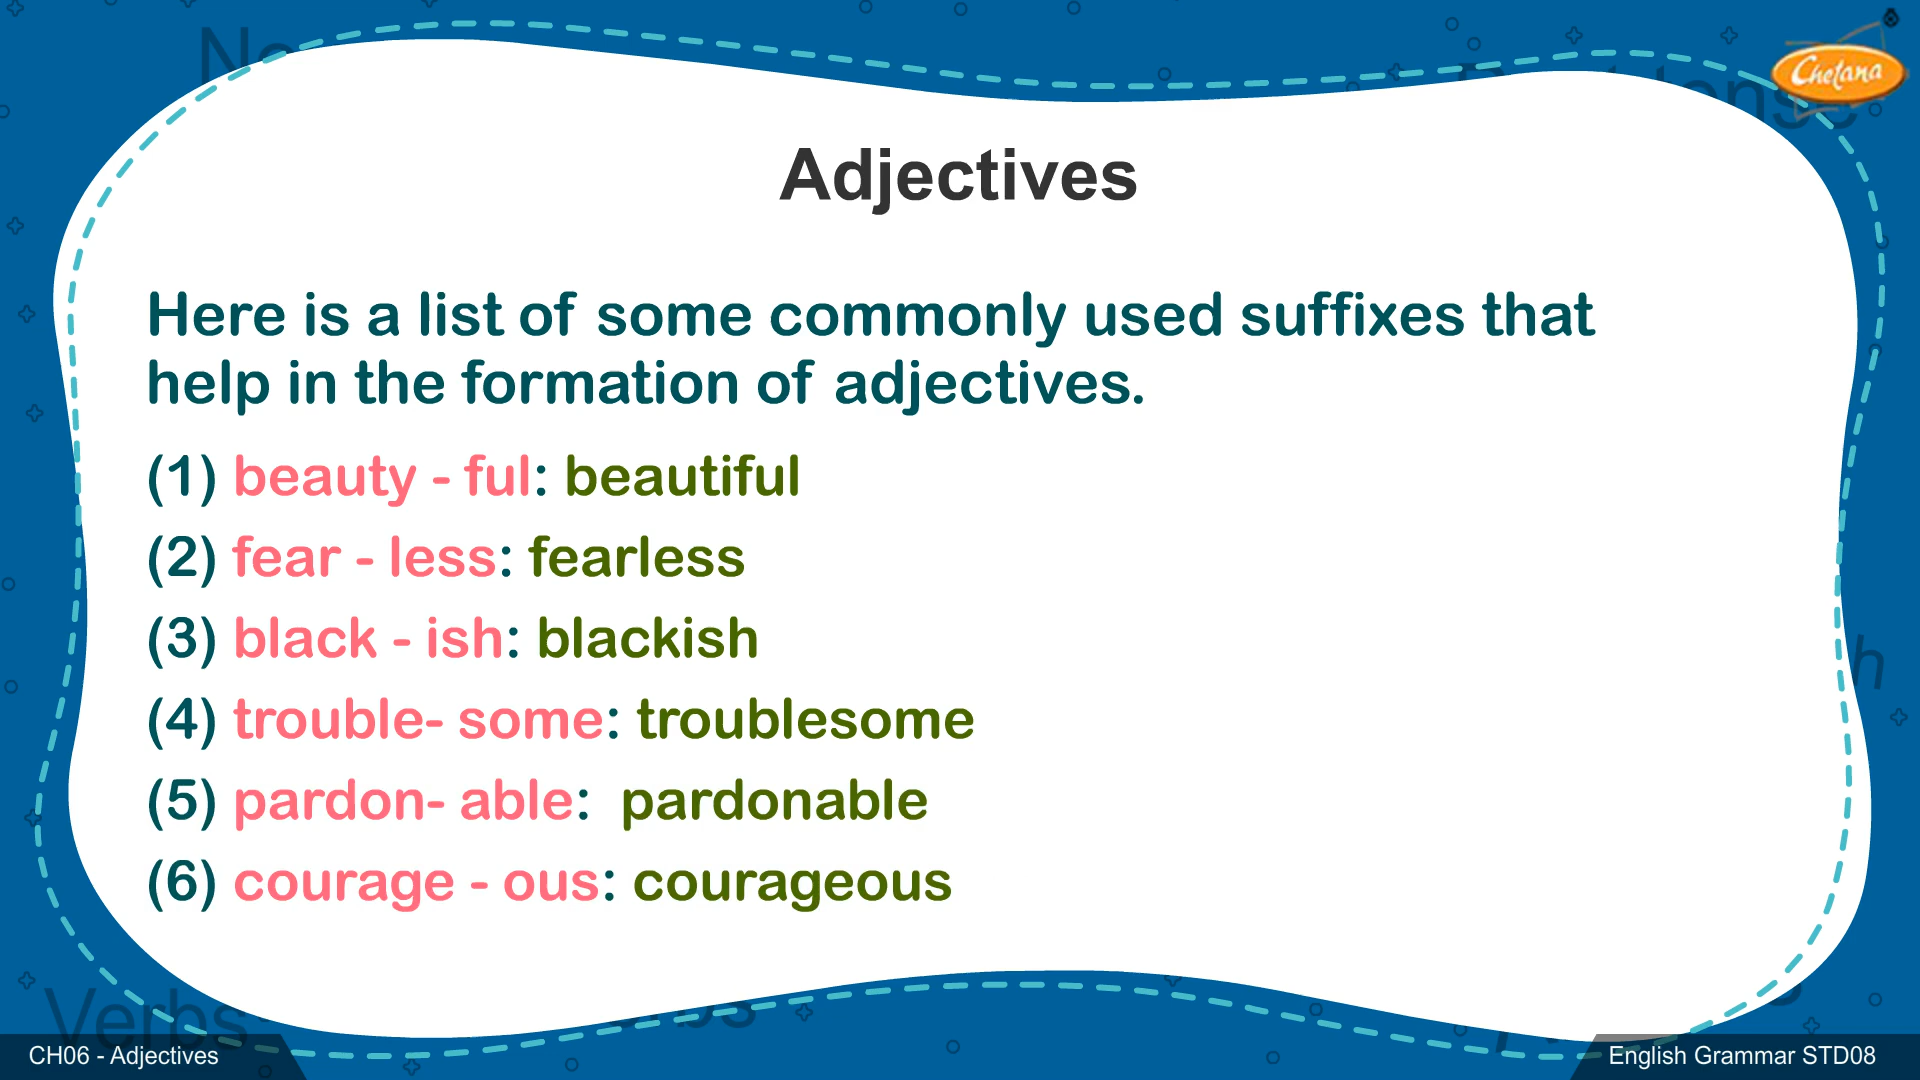 Chetana
Adjectives
Here is a list of some commonly used suffixes that
help in the formation of adjectives.
(1) beauty - ful: beautiful
(2) fear - less: fearless
(3) black - ish: blackish
(4) trouble- some: troublesome
(5) pardon- able: pardonable
(6) courage - ous: courageous
Verbs
CH06 - Adjectives
English Grammar STD08